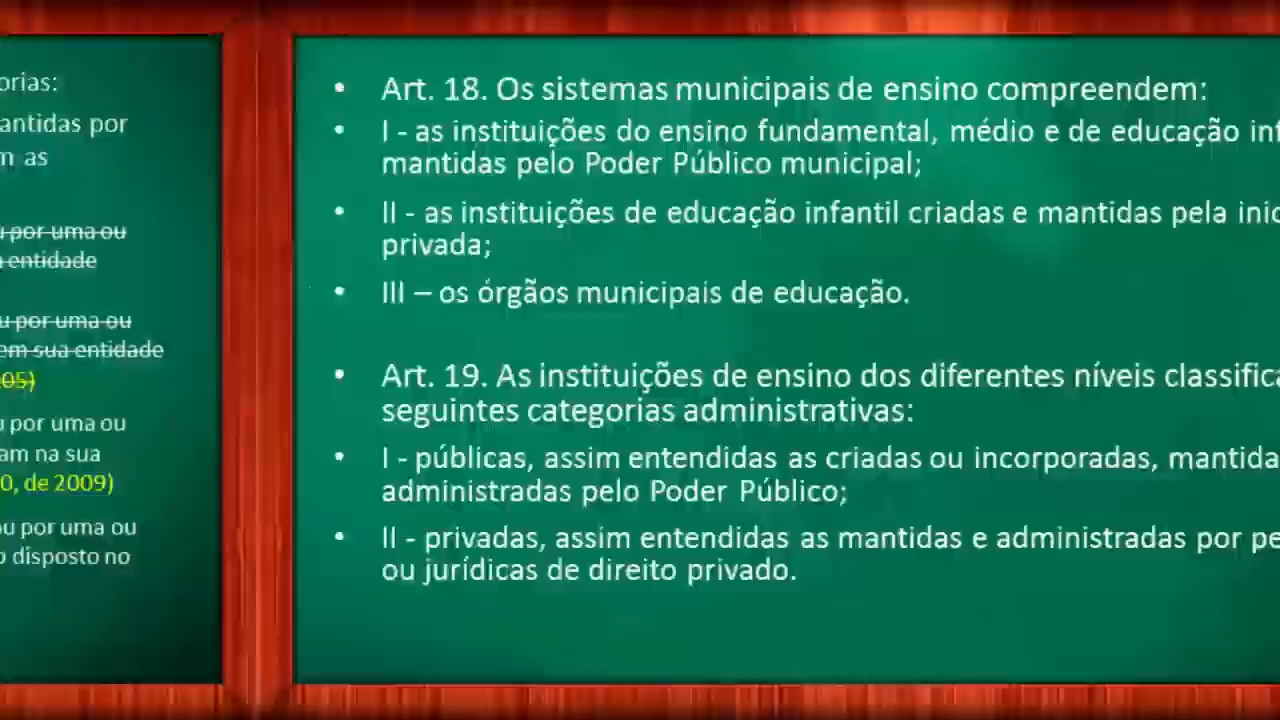 orias:
antidas por
m as
u por uma ou
a entidade
u por uma ou
em sua entidade
05)
u por uma ou
am na sua
0, de 2009)
ou por uma ou
o disposto no
• Art. 18. Os sistemas municipais de ensino compreendem:
• I - as instituições do ensino fundamental, médio e de educação inf
mantidas pelo Poder Público municipal;
• II - as instituições de educação infantil criadas e mantidas pela inic
privada;
• III – os órgãos municipais de educação.
• Art. 19. As instituições de ensino dos diferentes níveis classifica
seguintes categorias administrativas:
• I - públicas, assim entendidas as criadas ou incorporadas, mantida
administradas pelo Poder Público;
• II - privadas, assim entendidas as mantidas e administradas por pe
ou jurídicas de direito privado.